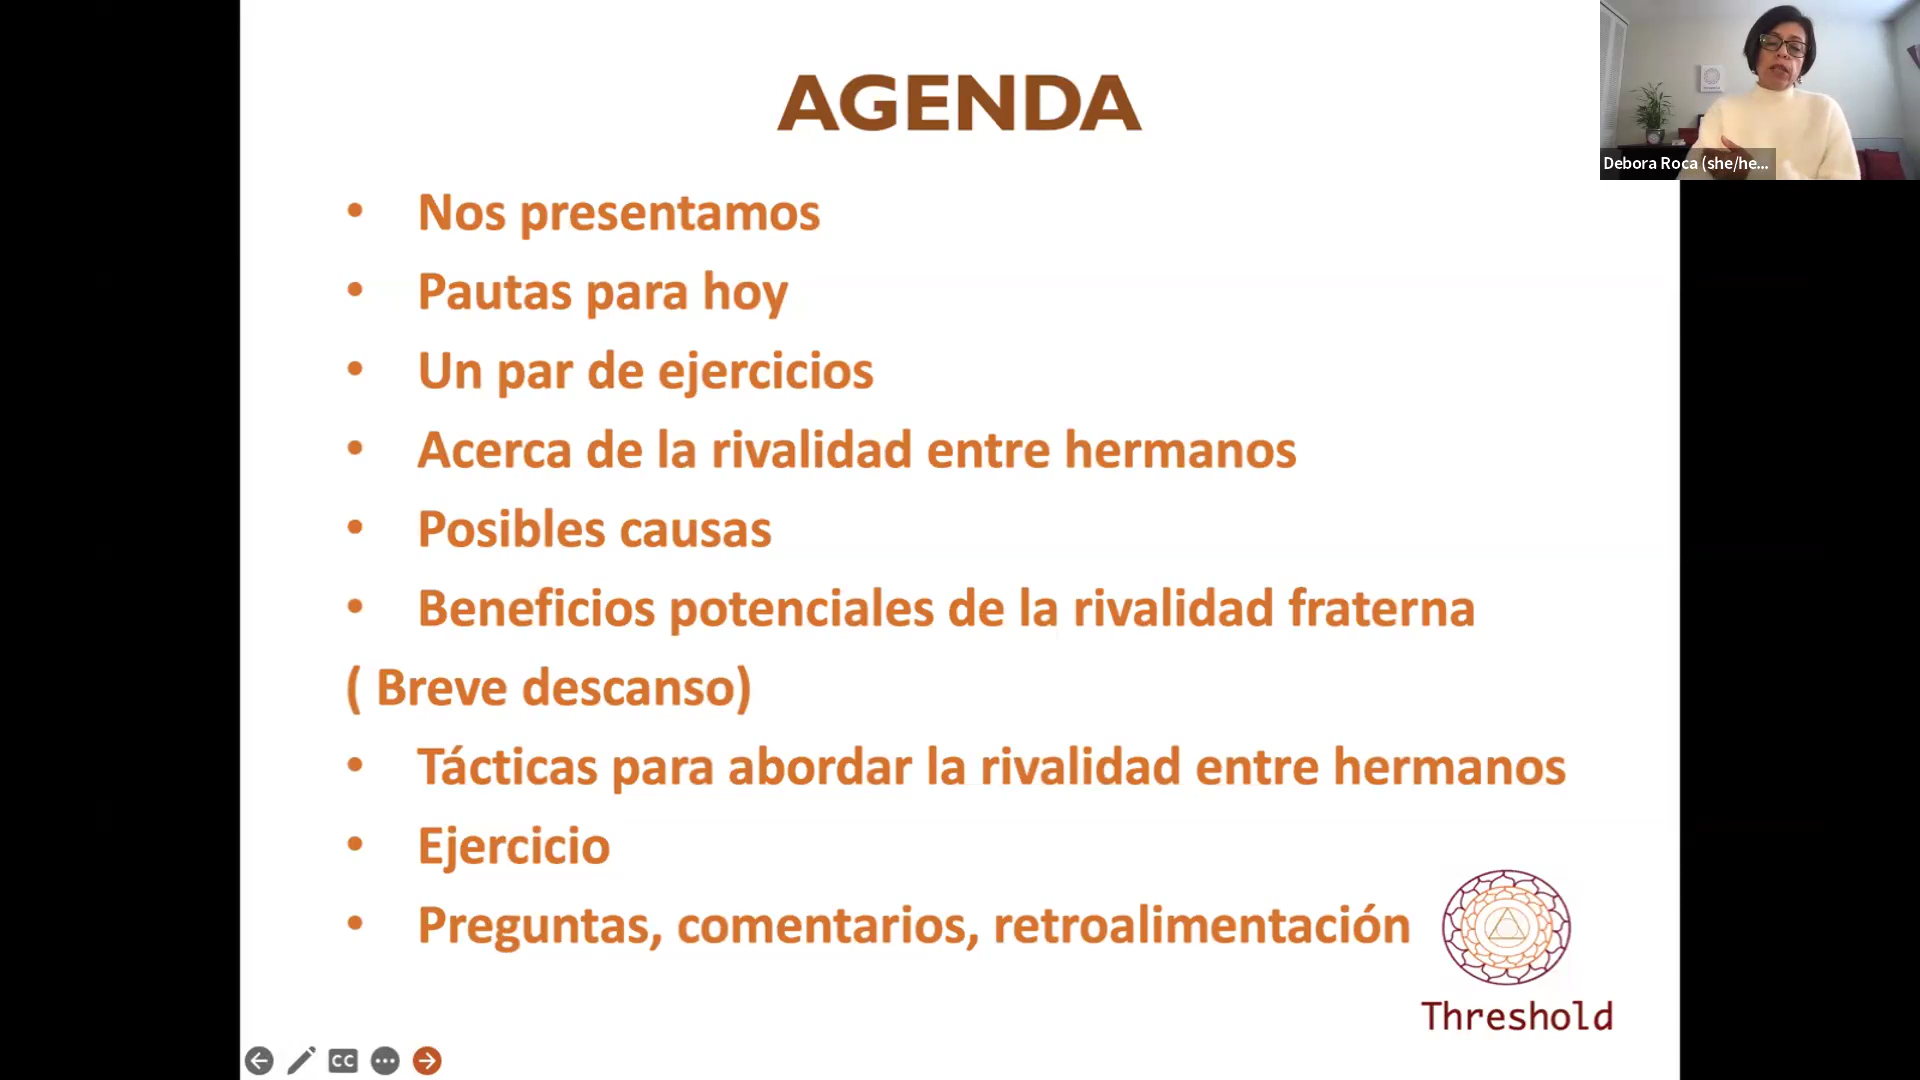 AGENDA
Debora Roca (she/he...
• Nos presentamos
• Pautas para hoy
• Un par de ejercicios
• Acerca de la rivalidad entre hermanos
• Posibles causas
• Beneficios potenciales de la rivalidad fraterna
( Breve descanso)
• Tácticas para abordar la rivalidad entre hermanos
• Ejercicio
• Preguntas, comentarios, retroalimentación
Threshold
CC